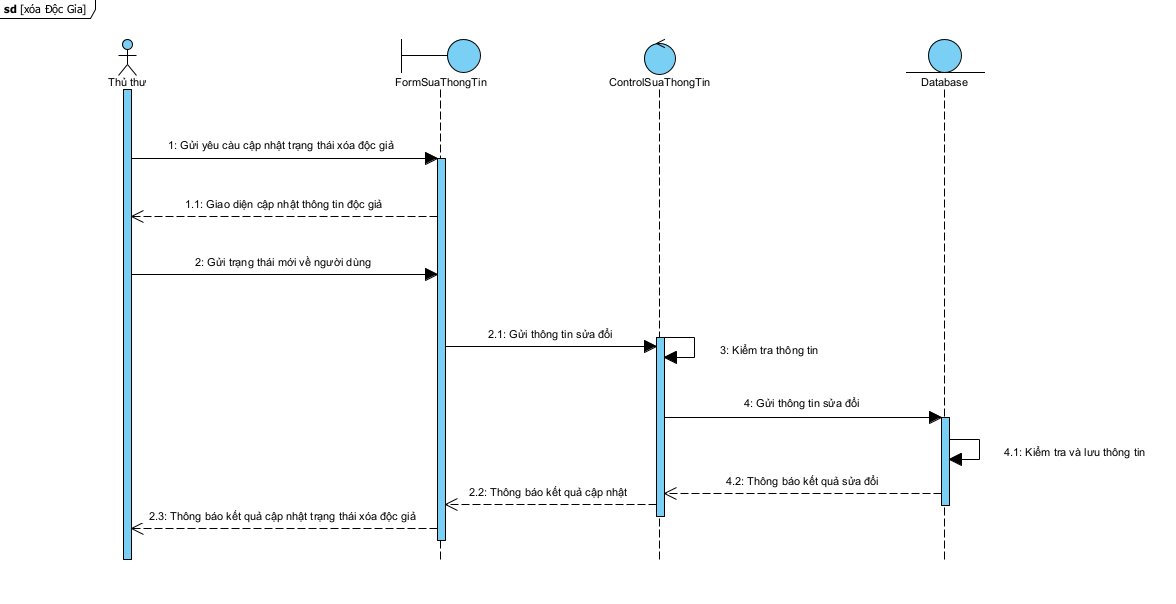 sd [xóa Độc Gỉa]
Thủ thư
FormSuaThongTin
ControlSuaThongTin
Database
1: Gửi yêu càu cập nhật trạng thái xóa độc giả
1.1: Giao diện cập nhật thông tin độc giả
2: Gửi trạng thái mới về người dùng
2.1: Gửi thông tin sửa đổi
3: Kiểm tra thông tin
4: Gửi thông tin sửa đổi
4.1: Kiểm tra và lưu thông tin
4.2: Thông báo kết quả sửa đổi
2.2: Thông báo kết quả cập nhật
2.3: Thông báo kết quả cập nhật trạng thái xóa độc giả